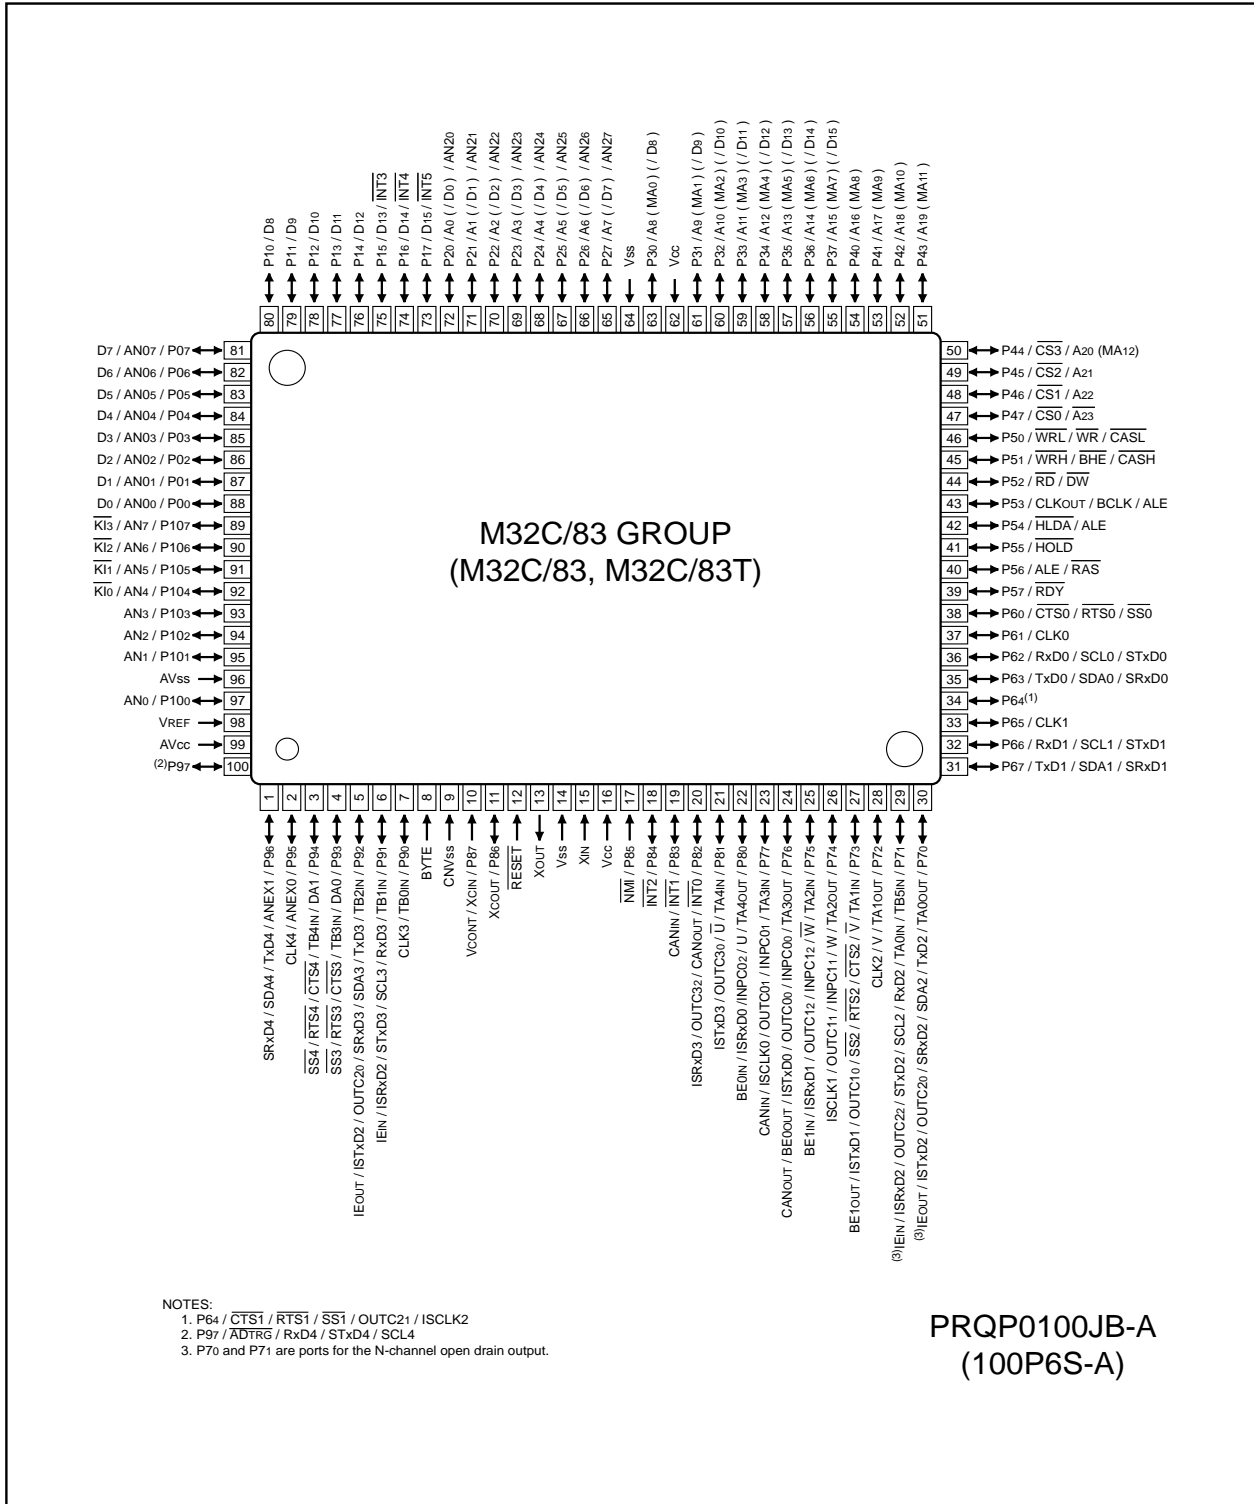 P10 / D8
P11 / D9
P12 / D10
P13 / D11
P14 / D12
P15 / D13 / INT3
P16 / D14 / INT4
P17 / D15 / INT5
P20 / A0 ( / D0 ) / AN20
P21 / A1 ( / D1 ) / AN21
P22 / A2 ( / D2 ) / AN22
P23 / A3 ( / D3 ) / AN23
P24 / A4 ( / D4 ) / AN24
P25 / A5 ( / D5 ) / AN25
P26 / A6 ( / D6 ) / AN26
P27 / A7 ( / D7 ) / AN27
Vss
P30 / A8 ( MA0 ) ( / D8 )
Vcc
P31 / A9 ( MA1 ) ( / D9 )
P32 / A10 ( MA2 ) ( / D10 )
P33 / A11 ( MA3 ) ( / D11 )
P34 / A12 ( MA4 ) ( / D12 )
P35 / A13 ( MA5 ) ( / D13 )
P36 / A14 ( MA6 ) ( / D14 )
P37 / A15 ( MA7 ) ( / D15 )
P40 / A16 ( MA8 )
P41 / A17 ( MA9 )
P42 / A18 ( MA10 )
P43 / A19 ( MA11 )
80 79 78 77 76 75 74 73 72 71 70 69 68 67 66 65 64 63 62 61 60 59 58 57 56 55 54 53 52 51
D7 / AN07 / P07 81
D6 / AN06 / P06 82
D5 / AN05 / P05 83
D4 / AN04 / P04 84
D3 / AN03 / P03 85
D2 / AN02 / P02 86
D1 / AN01 / P01 87
D0 / AN00 / P00 88
KI3 / AN7 / P107 89
KI2 / AN6 / P106 90
KI1 / AN5 / P105 91
KI0 / AN4 / P104 92
AN3 / P103 93
AN2 / P102 94
AN1 / P101 95
AVss 96
AN0 / P100 97
VREF 98
AVcc 99
(2)P97 100
M32C/83 GROUP
(M32C/83, M32C/83T)
50 P44 / CS3 / A20 (MA12)
49 P45 / CS2 / A21
48 P46 / CS1 / A22
47 P47 / CS0 / A23
46 P50 / WRL / WR / CASL
45 P51 / WRH / BHE / CASH
44 P52 / RD / DW
43 P53 / CLKOUT / BCLK / ALE
42 P54 / HLDA / ALE
41 P55 / HOLD
40 P56 / ALE / RAS
39 P57 / RDY
38 P60 / CTS0 / RTS0 / SS0
37 P61 / CLK0
36 P62 / RxD0 / SCL0 / STxD0
35 P63 / TxD0 / SDA0 / SRxD0
34 P64(1)
33 P65 / CLK1
32 P66 / RxD1 / SCL1 / STxD1
31 P67 / TxD1 / SDA1 / SRxD1
1 2 3 4 5 6 7 8 9 10 11 12 13 14 15 16 17 18 19 20 21 22 23 24 25 26 27 28 29 30
SRxD4 / SDA4 / TxD4 / ANEX1 / P96
CLK4 / ANEX0 / P95
SS4 / RTS4 / CTS4 / TB4IN / DA1 / P94
SS3 / RTS3 / CTS3 / TB3IN / DA0 / P93
IEOUT / ISTxD2 / OUTC20 / SRxD3 / SDA3 / TxD3 / TB2IN / P92
IEIN / ISRxD2 / STxD3 / SCL3 / RxD3 / TB1IN / P91
CLK3 / TB0IN / P90
BYTE
CNVss
VCONT / XCIN / P87
XCOUT / P86
RESET
XOUT
Vss
XIN
Vcc
NMI / P85
INT2 / P84
CANIN / INT1 / P83
ISRxD3 / OUTC32 / CANOUT / INT0 / P82
ISTxD3 / OUTC30 / U / TA4IN / P81
BE0IN / ISRxD0 /INPC02 / U / TA4OUT / P80
CANIN / ISCLK0 / OUTC01 / INPC01 / TA3IN / P77
CANOUT / BE0OUT / ISTxD0 / OUTC00 / INPC00 / TA3OUT / P76
BE1IN / ISRxD1 / OUTC12 / INPC12 / W / TA2IN / P75
ISCLK1 / OUTC11 / INPC11 / W / TA2OUT / P74
BE1OUT / ISTxD1 / OUTC10 / SS2 / RTS2 / CTS2 / V / TA1IN / P73
CLK2 / V / TA1OUT / P72
(3)IEIN / ISRxD2 / OUTC22 / STxD2 / SCL2 / RxD2 / TA0IN / TB5IN / P71
(3)IEOUT / ISTxD2 / OUTC20 / SRxD2 / SDA2 / TxD2 / TA0OUT / P70
NOTES:
1. P64 / CTS1 / RTS1 / SS1 / OUTC21 / ISCLK2
2. P97 / ADTRG / RxD4 / STxD4 / SCL4
3. P70 and P71 are ports for the N-channel open drain output.
PRQP0100JB-A
(100P6S-A)